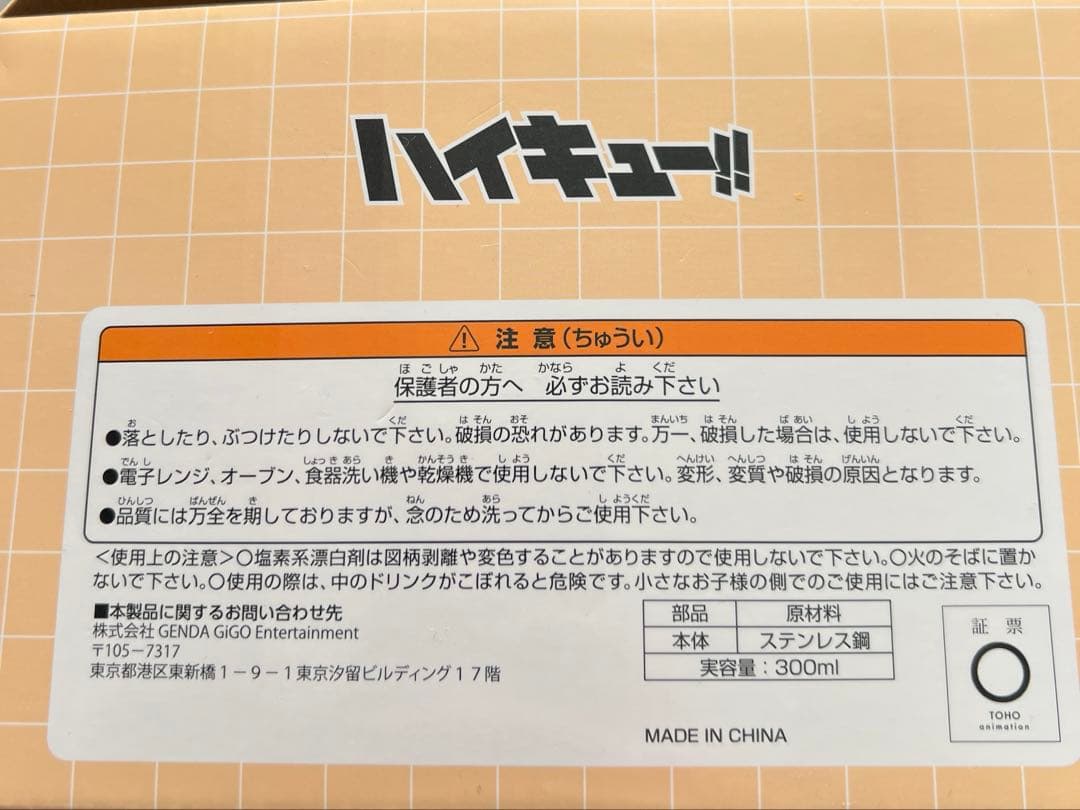 ハイキュー!!
注意(ちゅうい)
ほごしゃ かた かなら よ くだ
保護者の方へ 必ずお読み下さい
お くだ はそん おそ まんいち はそん ばあい しよう くだ
●落としたり、ぶつけたりしないで下さい。破損の恐れがあります。万一、破損した場合は、使用しないで下さい。
でんし しょっきあら き かんそうき しよう くだ へんけい へんしつ はそん げんいん
●電子レンジ、オーブン、食器洗い機や乾燥機で使用しないで下さい。変形、変質や破損の原因となります。
ひんしつ ばんぜん き ねん あら しようくだ
●品質には万全を期しておりますが、念のため洗ってからご使用下さい。
<使用上の注意>○塩素系漂白剤は図柄剥離や変色することがありますので使用しないで下さい。○火のそばに置か
ないで下さい。○使用の際は、中のドリンクがこぼれると危険です。小さなお子様の側でのご使用にはご注意下さい。
■本製品に関するお問い合わせ先
株式会社 GENDA GiGO Entertainment
〒105-7317
東京都港区東新橋1-9-1東京汐留ビルディング17階
部品 原材料
本体 ステンレス鋼
実容量:300ml
証票
TOHO
animation
MADE IN CHINA